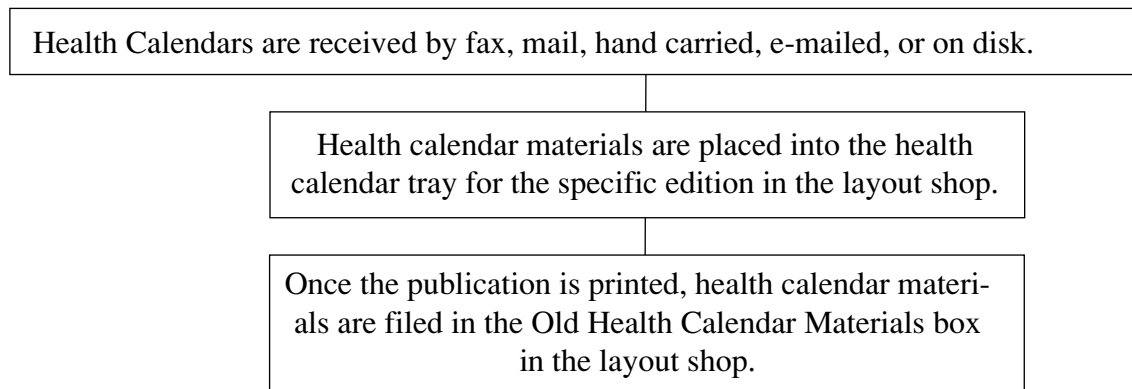 Health Calendars are received by fax, mail, hand carried, e-mailed, or on disk.
Health calendar materials are placed into the health
calendar tray for the specific edition in the layout shop.
Once the publication is printed, health calendar materi-
als are filed in the Old Health Calendar Materials box
in the layout shop.